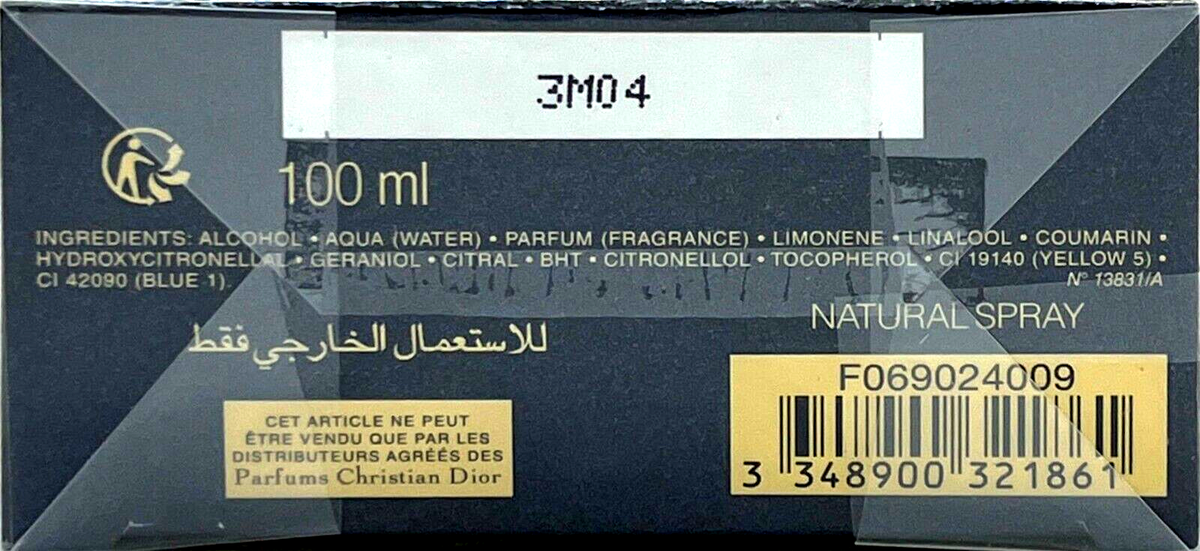 3M04
100 ml
INGREDIENTS: ALCOHOL • AQUA (WATER) • PARFUM (FRAGRANCE) • LIMONENE • LINALOOL • COUMARIN •
HYDROXYCITRONELLAL • GERANIOL • CITRAL • BHT • CITRONELLOL • TOCOPHEROL • CI 19140 (YELLOW 5) •
CI 42090 (BLUE 1).
N° 13831/A
NATURAL SPRAY
للاستعمال الخارجي فقط
CET ARTICLE NE PEUT
ÊTRE VENDU QUE PAR LES
DISTRIBUTEURS AGRÉÉS DES
Parfums Christian Dior
F069024009
3 348900 321861